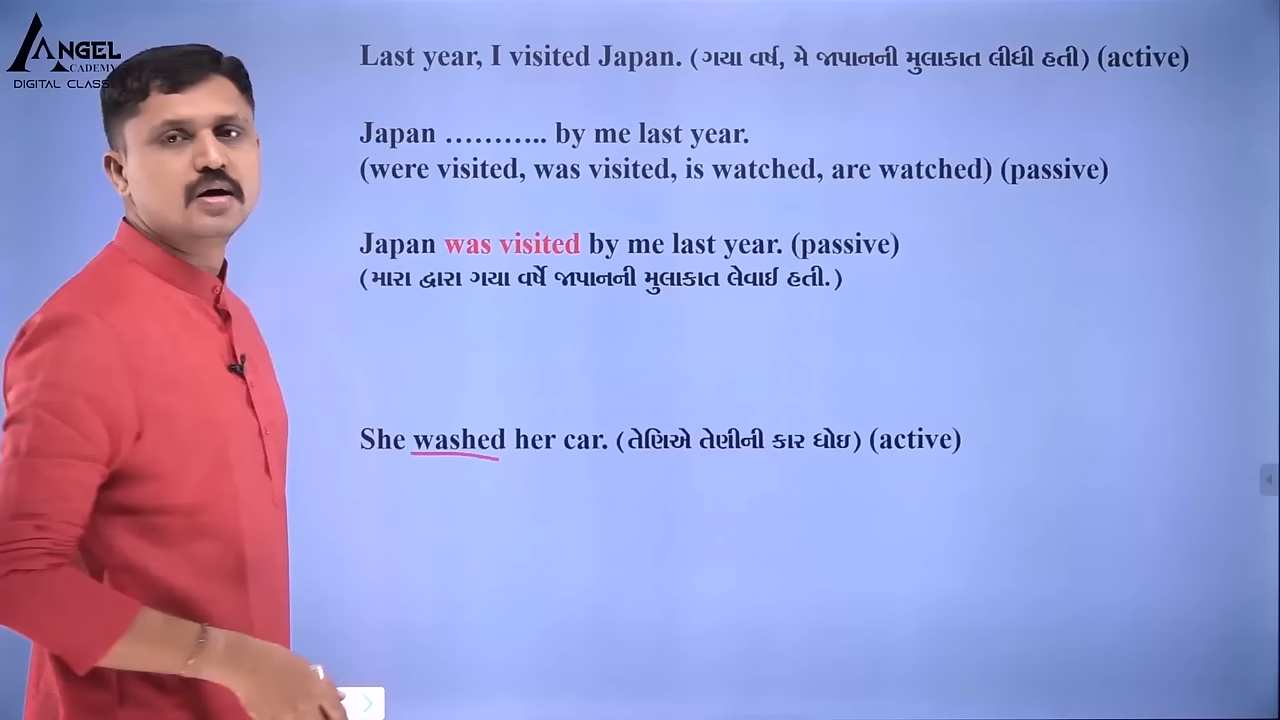 ANGEL
ACADEMY
DIGITAL CLASS
Last year, I visited Japan. (ગયા વર્ષ, મે જાપાનની મુલાકાત લીધી હતી) (active)
Japan ……….. by me last year.
(were visited, was visited, is watched, are watched) (passive)
Japan was visited by me last year. (passive)
(મારા દ્વારા ગયા વર્ષે જાપાનની મુલાકાત લેવાઈ હતી.)
She washed her car. (તેણિએ તેણીની કાર ધોઇ) (active)